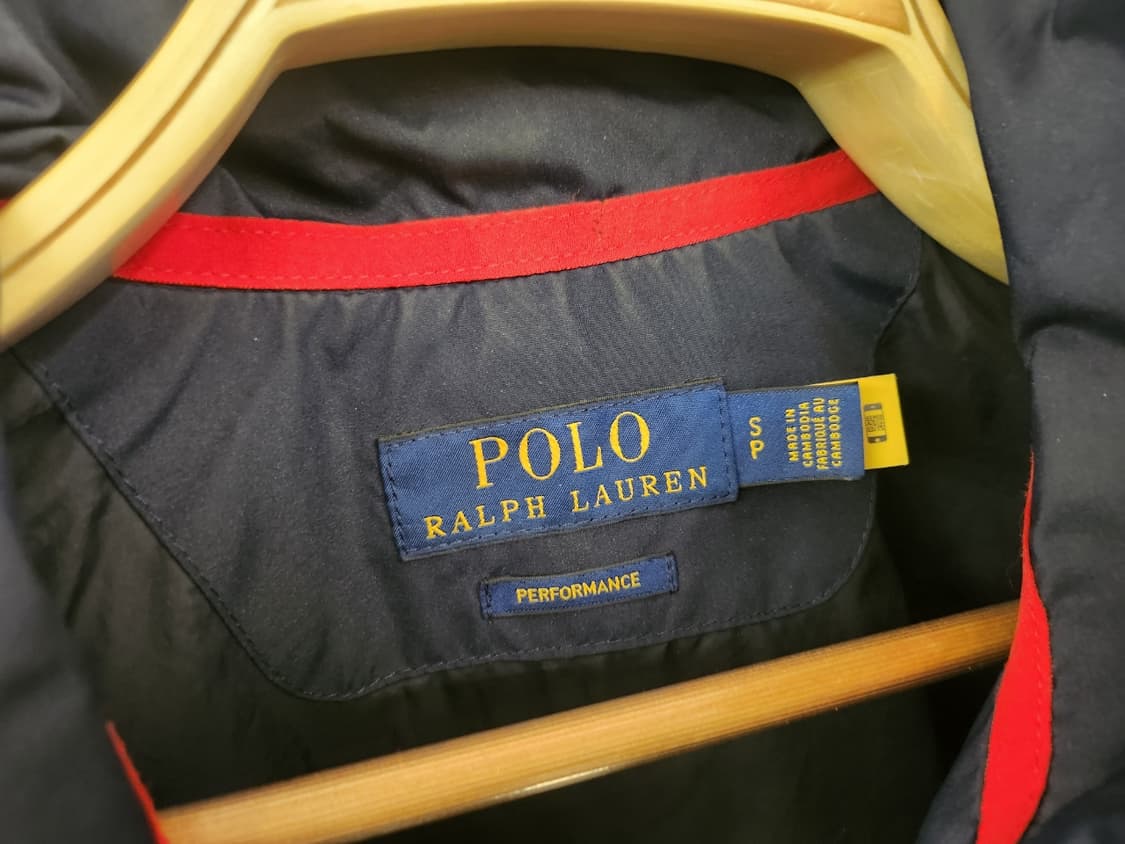 POLO
RALPH LAUREN
S
P
MADE IN
CAMBODIA
FABRIQUÉ AU
CAMBODGE
PERFORMANCE